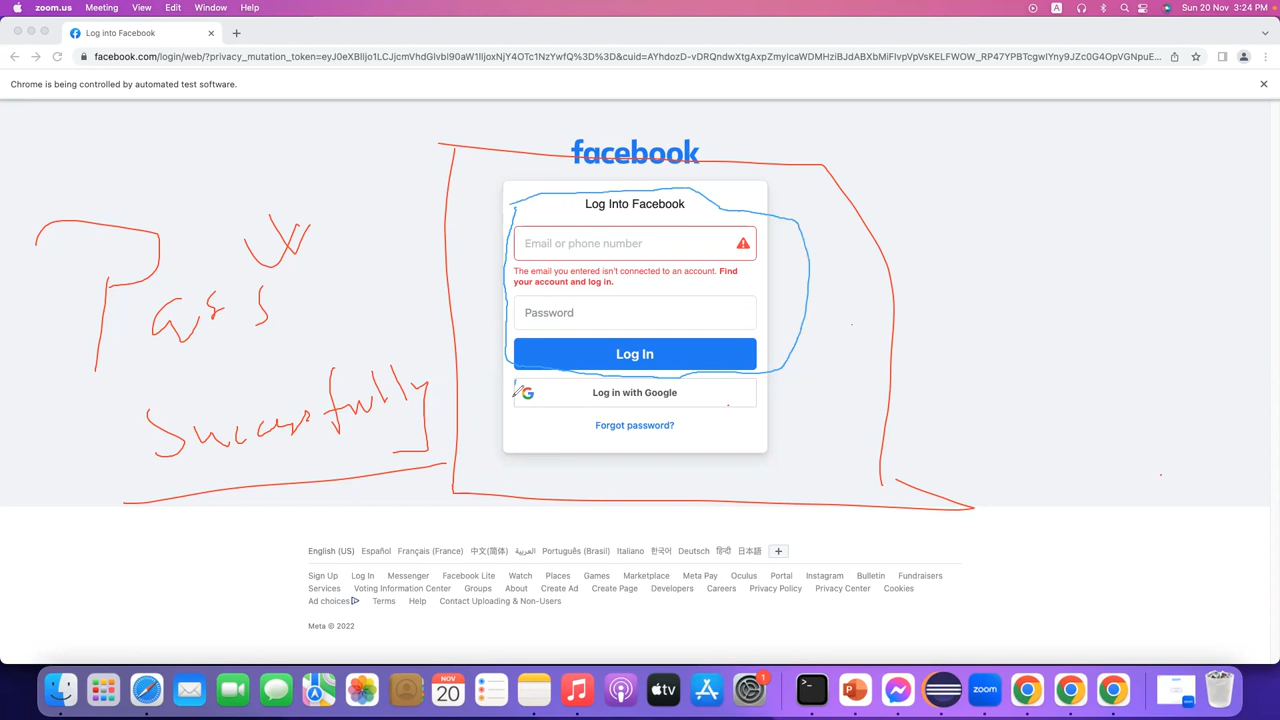 zoom.us Meeting View Edit Window Help A Sun 20 Nov 3:24 PM
Log into Facebook
facebook.com/login/web/?privacy_mutation_token=
Chrome is being controlled by automated test software.
facebook
Log Into Facebook
Email or phone number
The email you entered isn't connected to an account. Find
your account and log in.
Password
Log In
Log in with Google
Forgot password?
Pass
Successfully
English (US) Español Français (France) 中文(简体) العربية Português (Brasil) Italiano 한국어 Deutsch हिन्दी 日本語 +
Sign Up Log In Messenger Facebook Lite Watch Places Games Marketplace Meta Pay Oculus Portal Instagram Bulletin Fundraisers
Services Voting Information Center Groups About Create Ad Create Page Developers Careers Privacy Policy Privacy Center Cookies
Ad choices Terms Help Contact Uploading & Non-Users
Meta © 2022
NOV
20
tv
1
zoom